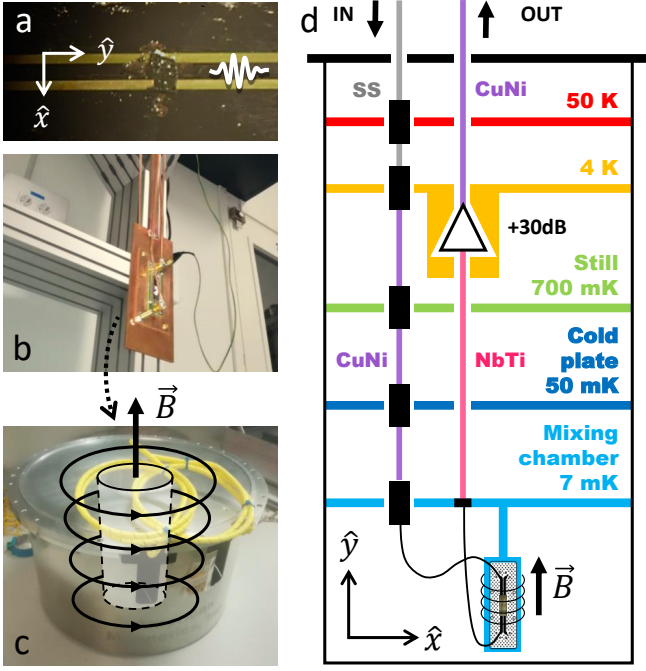 a
ŷ
x̂
b
B⃗
c
d
IN
OUT
SS
CuNi
50 K
4 K
+30dB
Still
700 mK
CuNi
NbTi
Cold
plate
50 mK
Mixing
chamber
7 mK
ŷ
x̂
B⃗